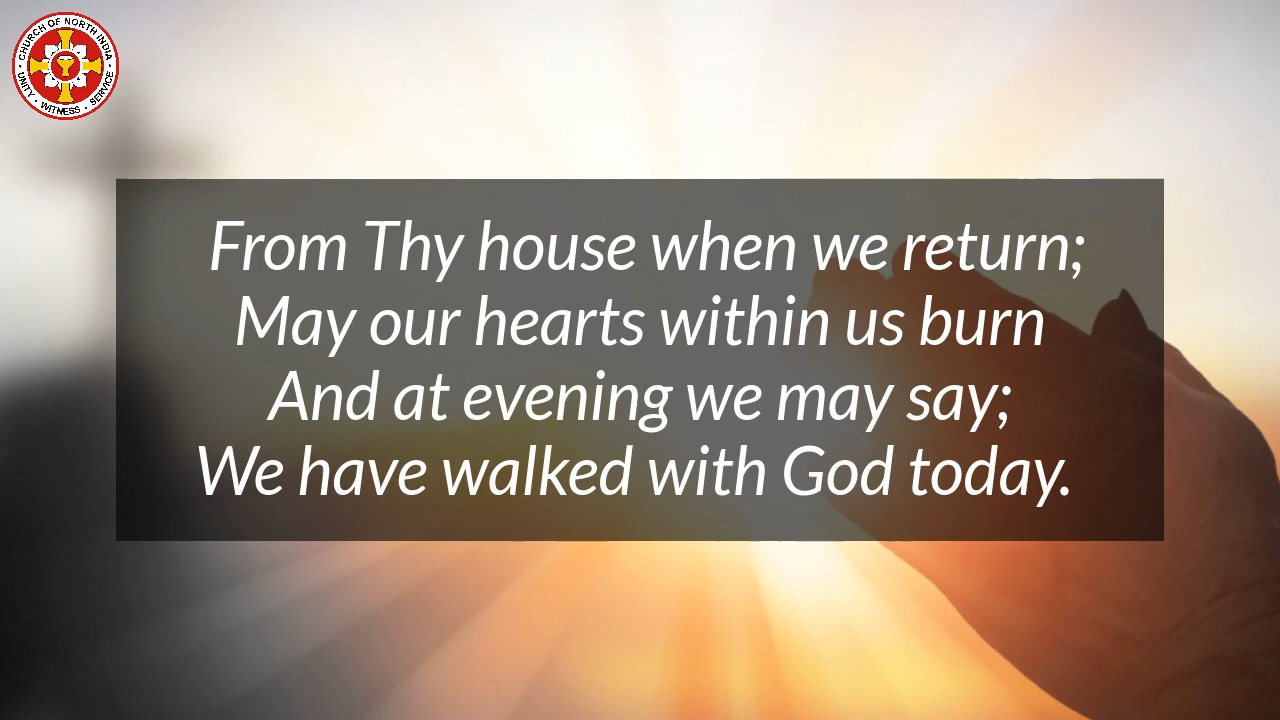 CHURCH OF NORTH INDIA
UNITY · WITNESS · SERVICE
From Thy house when we return;
May our hearts within us burn
And at evening we may say;
We have walked with God today.